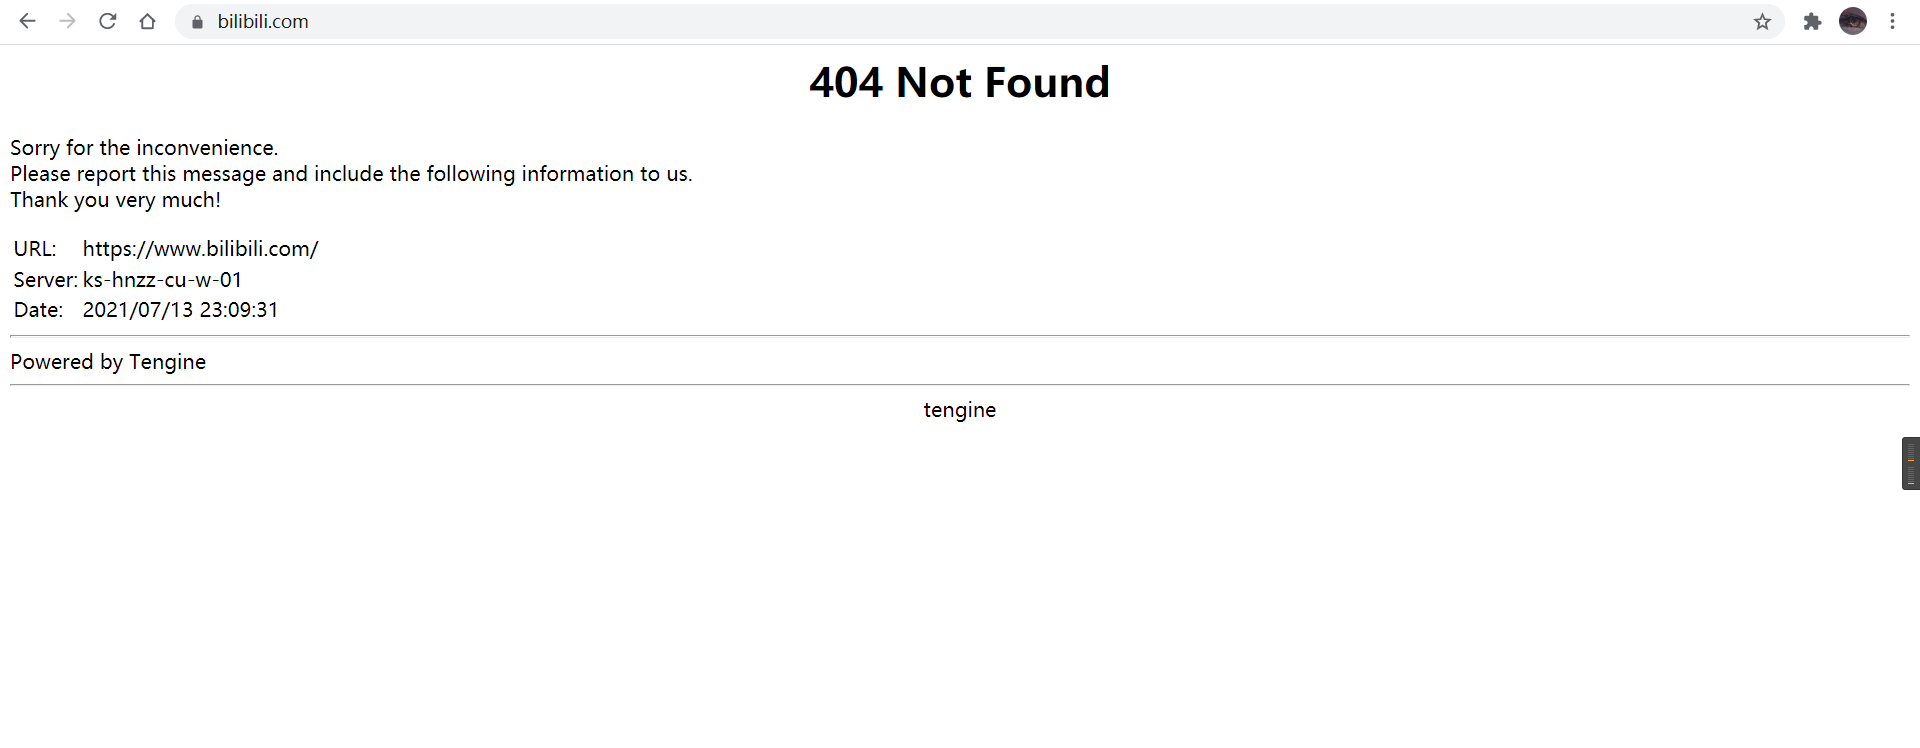 bilibili.com
404 Not Found
Sorry for the inconvenience.
Please report this message and include the following information to us.
Thank you very much!
URL: https://www.bilibili.com/
Server: ks-hnzz-cu-w-01
Date: 2021/07/13 23:09:31
Powered by Tengine
tengine